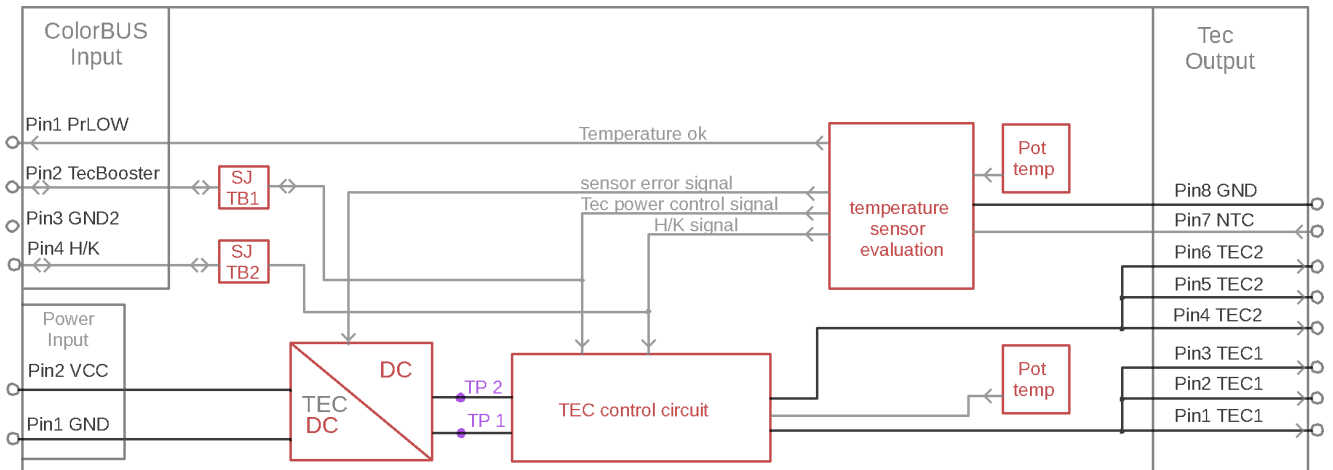 ColorBUS
Input
Tec
Output
Pin1 PrLOW
Temperature ok
Pin2 TecBooster
SJ
TB1
sensor error signal
Tec power control signal
H/K signal
Pin3 GND2
Pin4 H/K
SJ
TB2
temperature
sensor
evaluation
Pot
temp
Pin8 GND
Pin7 NTC
Pin6 TEC2
Pin5 TEC2
Pin4 TEC2
Pin3 TEC1
Pin2 TEC1
Pin1 TEC1
Power
Input
Pin2 VCC
Pin1 GND
DC
TEC
DC
TP 2
TP 1
TEC control circuit
Pot
temp